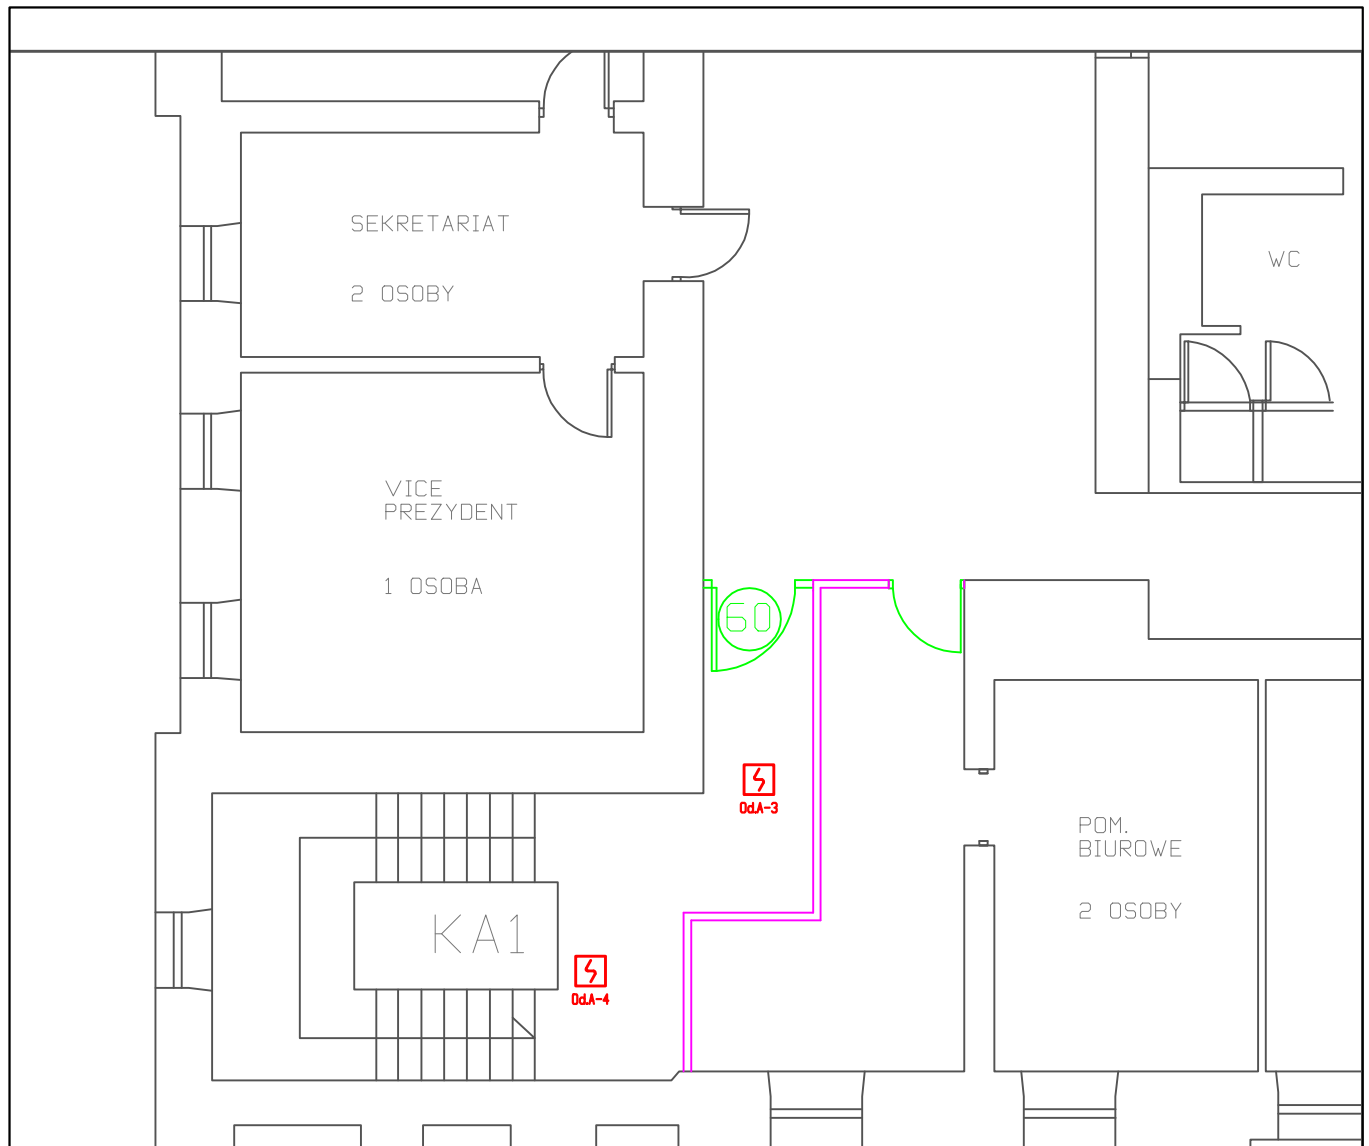 SEKRETARIAT
2 OSOBY
WC
VICE
PREZYDENT
1 OSOBA
60
Od.A-3
POM.
BIUROWE
2 OSOBY
KA1
Od.A-4